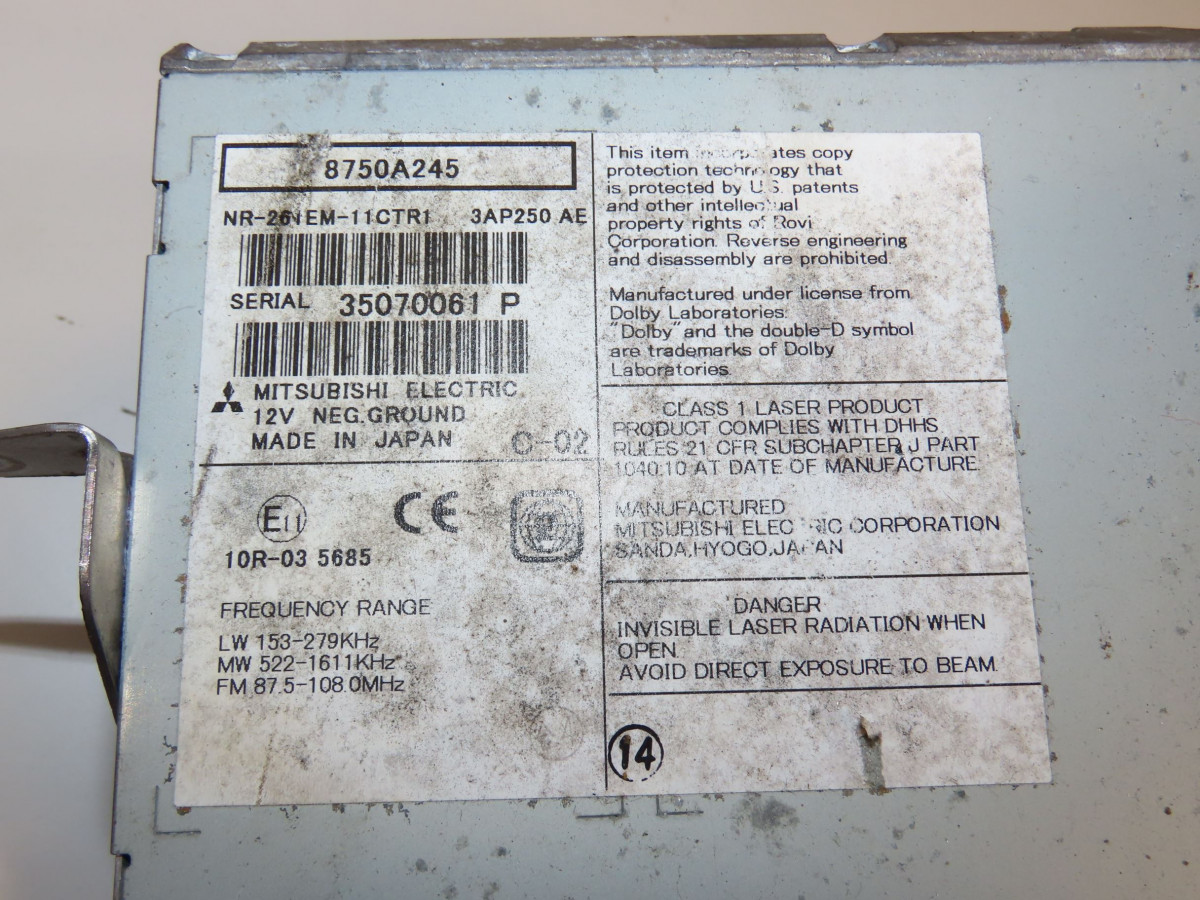 8750A245
NR-261EM-11CTR1 3AP250 AE
SERIAL 35070061 P
MITSUBISHI ELECTRIC
12V NEG.GROUND
MADE IN JAPAN C-02
E11
CE
10R-03 5685
FREQUENCY RANGE
LW 153-279KHz
MW 522-1611KHz
FM 87.5-108.0MHz
This item incorporates copy
protection technology that
is protected by U.S. patents
and other intellectual
property rights of Rovi
Corporation. Reverse engineering
and disassembly are prohibited.
Manufactured under license from
Dolby Laboratories.
"Dolby" and the double-D symbol
are trademarks of Dolby
Laboratories.
CLASS 1 LASER PRODUCT
PRODUCT COMPLIES WITH DHHS
RULES 21 CFR SUBCHAPTER J PART
1040.10 AT DATE OF MANUFACTURE.
MANUFACTURED
MITSUBISHI ELECTRIC CORPORATION
SANDA,HYOGO,JAPAN
DANGER
INVISIBLE LASER RADIATION WHEN
OPEN
AVOID DIRECT EXPOSURE TO BEAM.
14